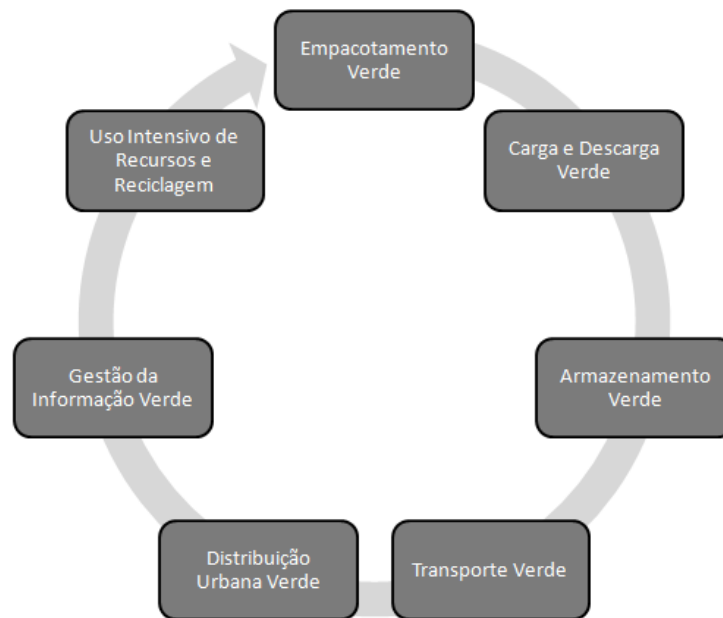 Empacotamento
Verde
Carga e Descarga
Verde
Armazenamento
Verde
Transporte Verde
Distribuição
Urbana Verde
Gestão da
Informação Verde
Uso Intensivo de
Recursos e
Reciclagem